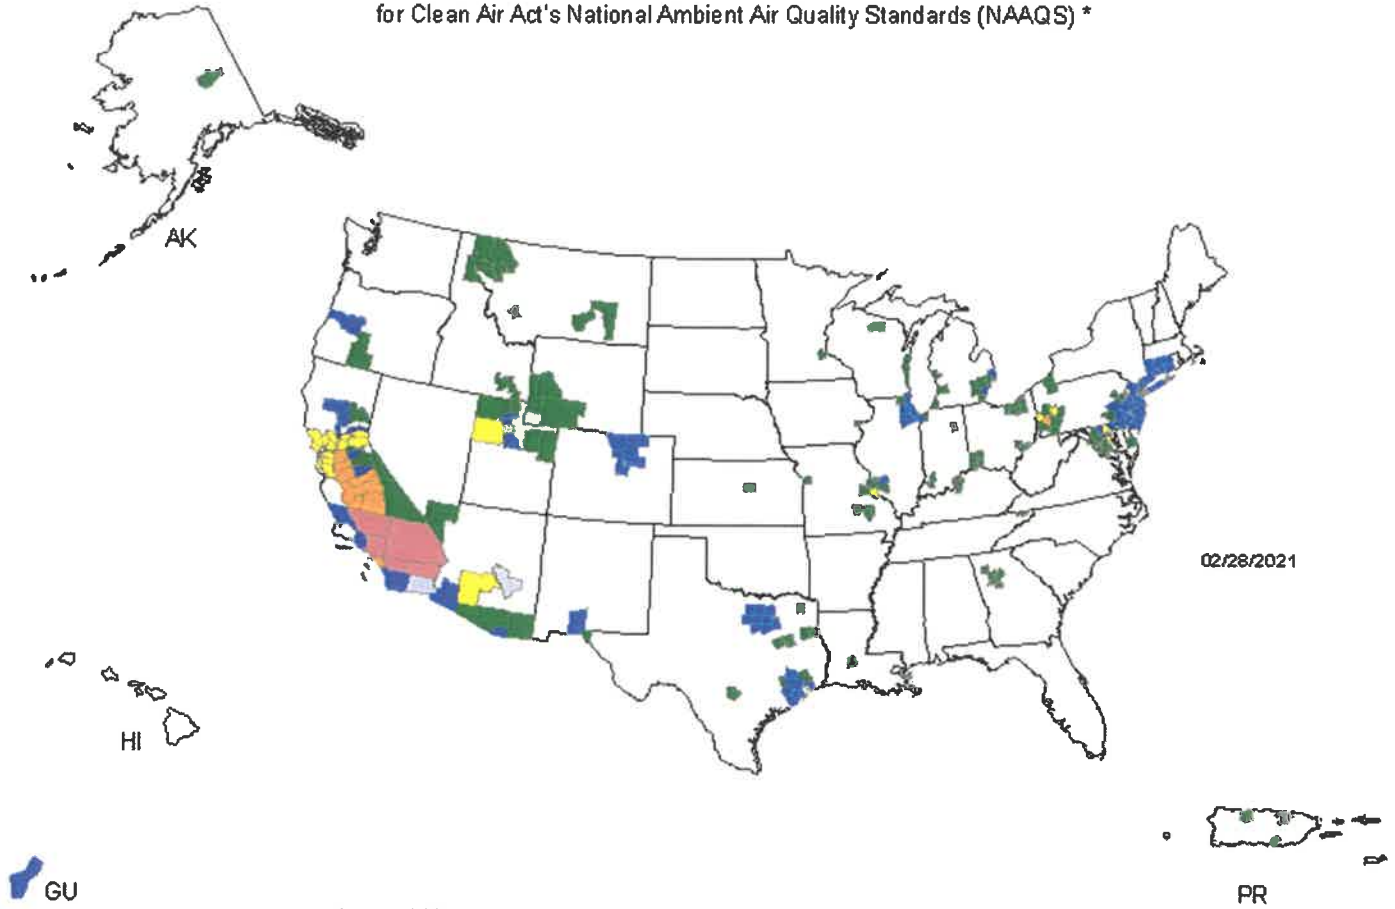 for Clean Air Act's National Ambient Air Quality Standards (NAAQS) *
AK
02/28/2021
HI
GU
PR